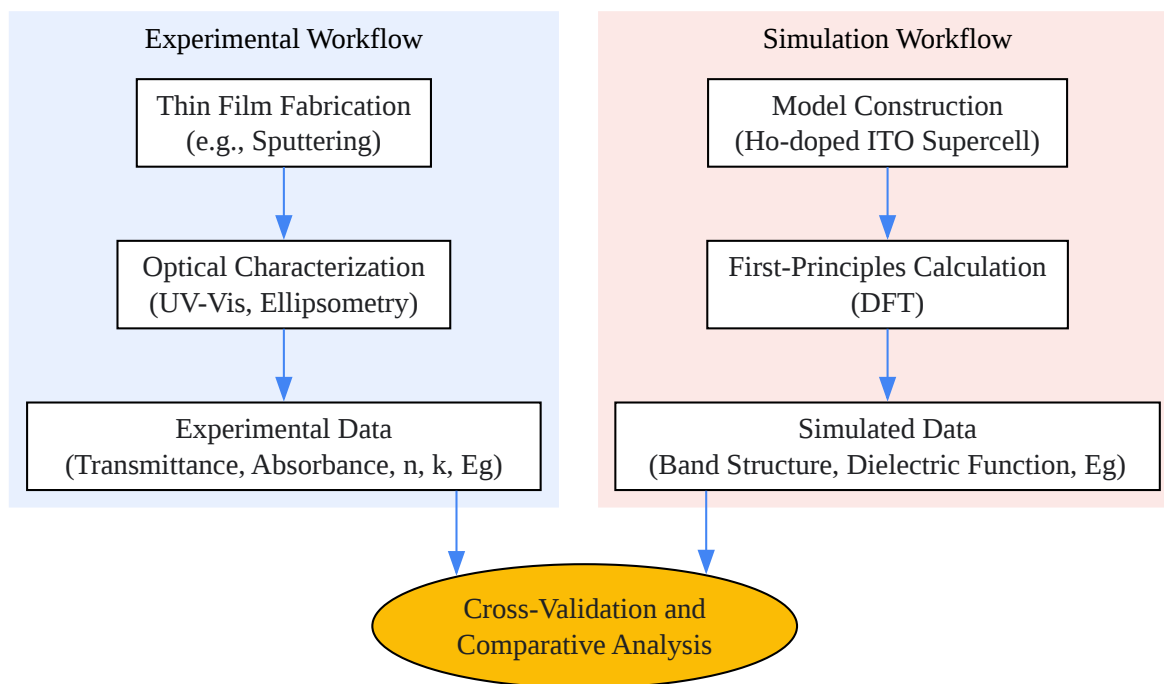 Experimental Workflow
Thin Film Fabrication
(e.g., Sputtering)
Optical Characterization
(UV-Vis, Ellipsometry)
Experimental Data
(Transmittance, Absorbance, n, k, Eg)
Simulation Workflow
Model Construction
(Ho-doped ITO Supercell)
First-Principles Calculation
(DFT)
Simulated Data
(Band Structure, Dielectric Function, Eg)
Cross-Validation and
Comparative Analysis